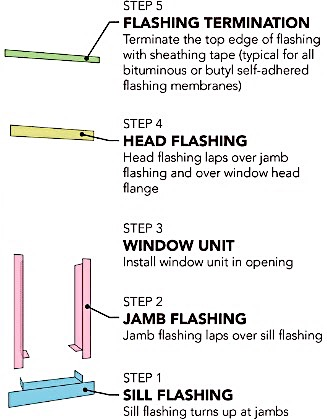 STEP 5
FLASHING TERMINATION
Terminate the top edge of flashing
with sheathing tape (typical for all
bituminous or butyl self-adhered
flashing membranes)
STEP 4
HEAD FLASHING
Head flashing laps over jamb
flashing and over window head
flange
STEP 3
WINDOW UNIT
Install window unit in opening
STEP 2
JAMB FLASHING
Jamb flashing laps over sill flashing
STEP 1
SILL FLASHING
Sill flashing turns up at jambs